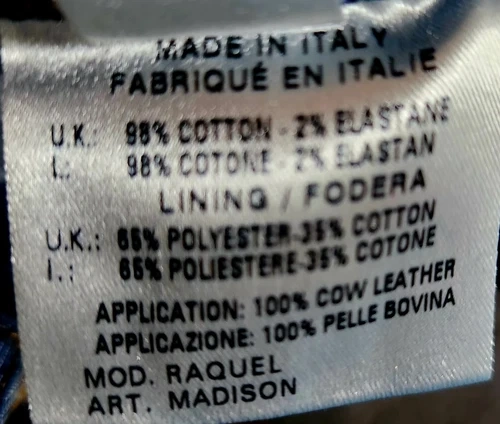 MADE IN ITALY
FABRIQUÉ EN ITALIE
U.K.: 98% COTTON - 2% ELASTANE
I.: 98% COTONE - 2% ELASTAN
LINING / FODERA
U.K.: 65% POLYESTER-35% COTTON
I.: 65% POLIESTERE-35% COTONE
APPLICATION: 100% COW LEATHER
APPLICAZIONE: 100% PELLE BOVINA
MOD. RAQUEL
ART. MADISON